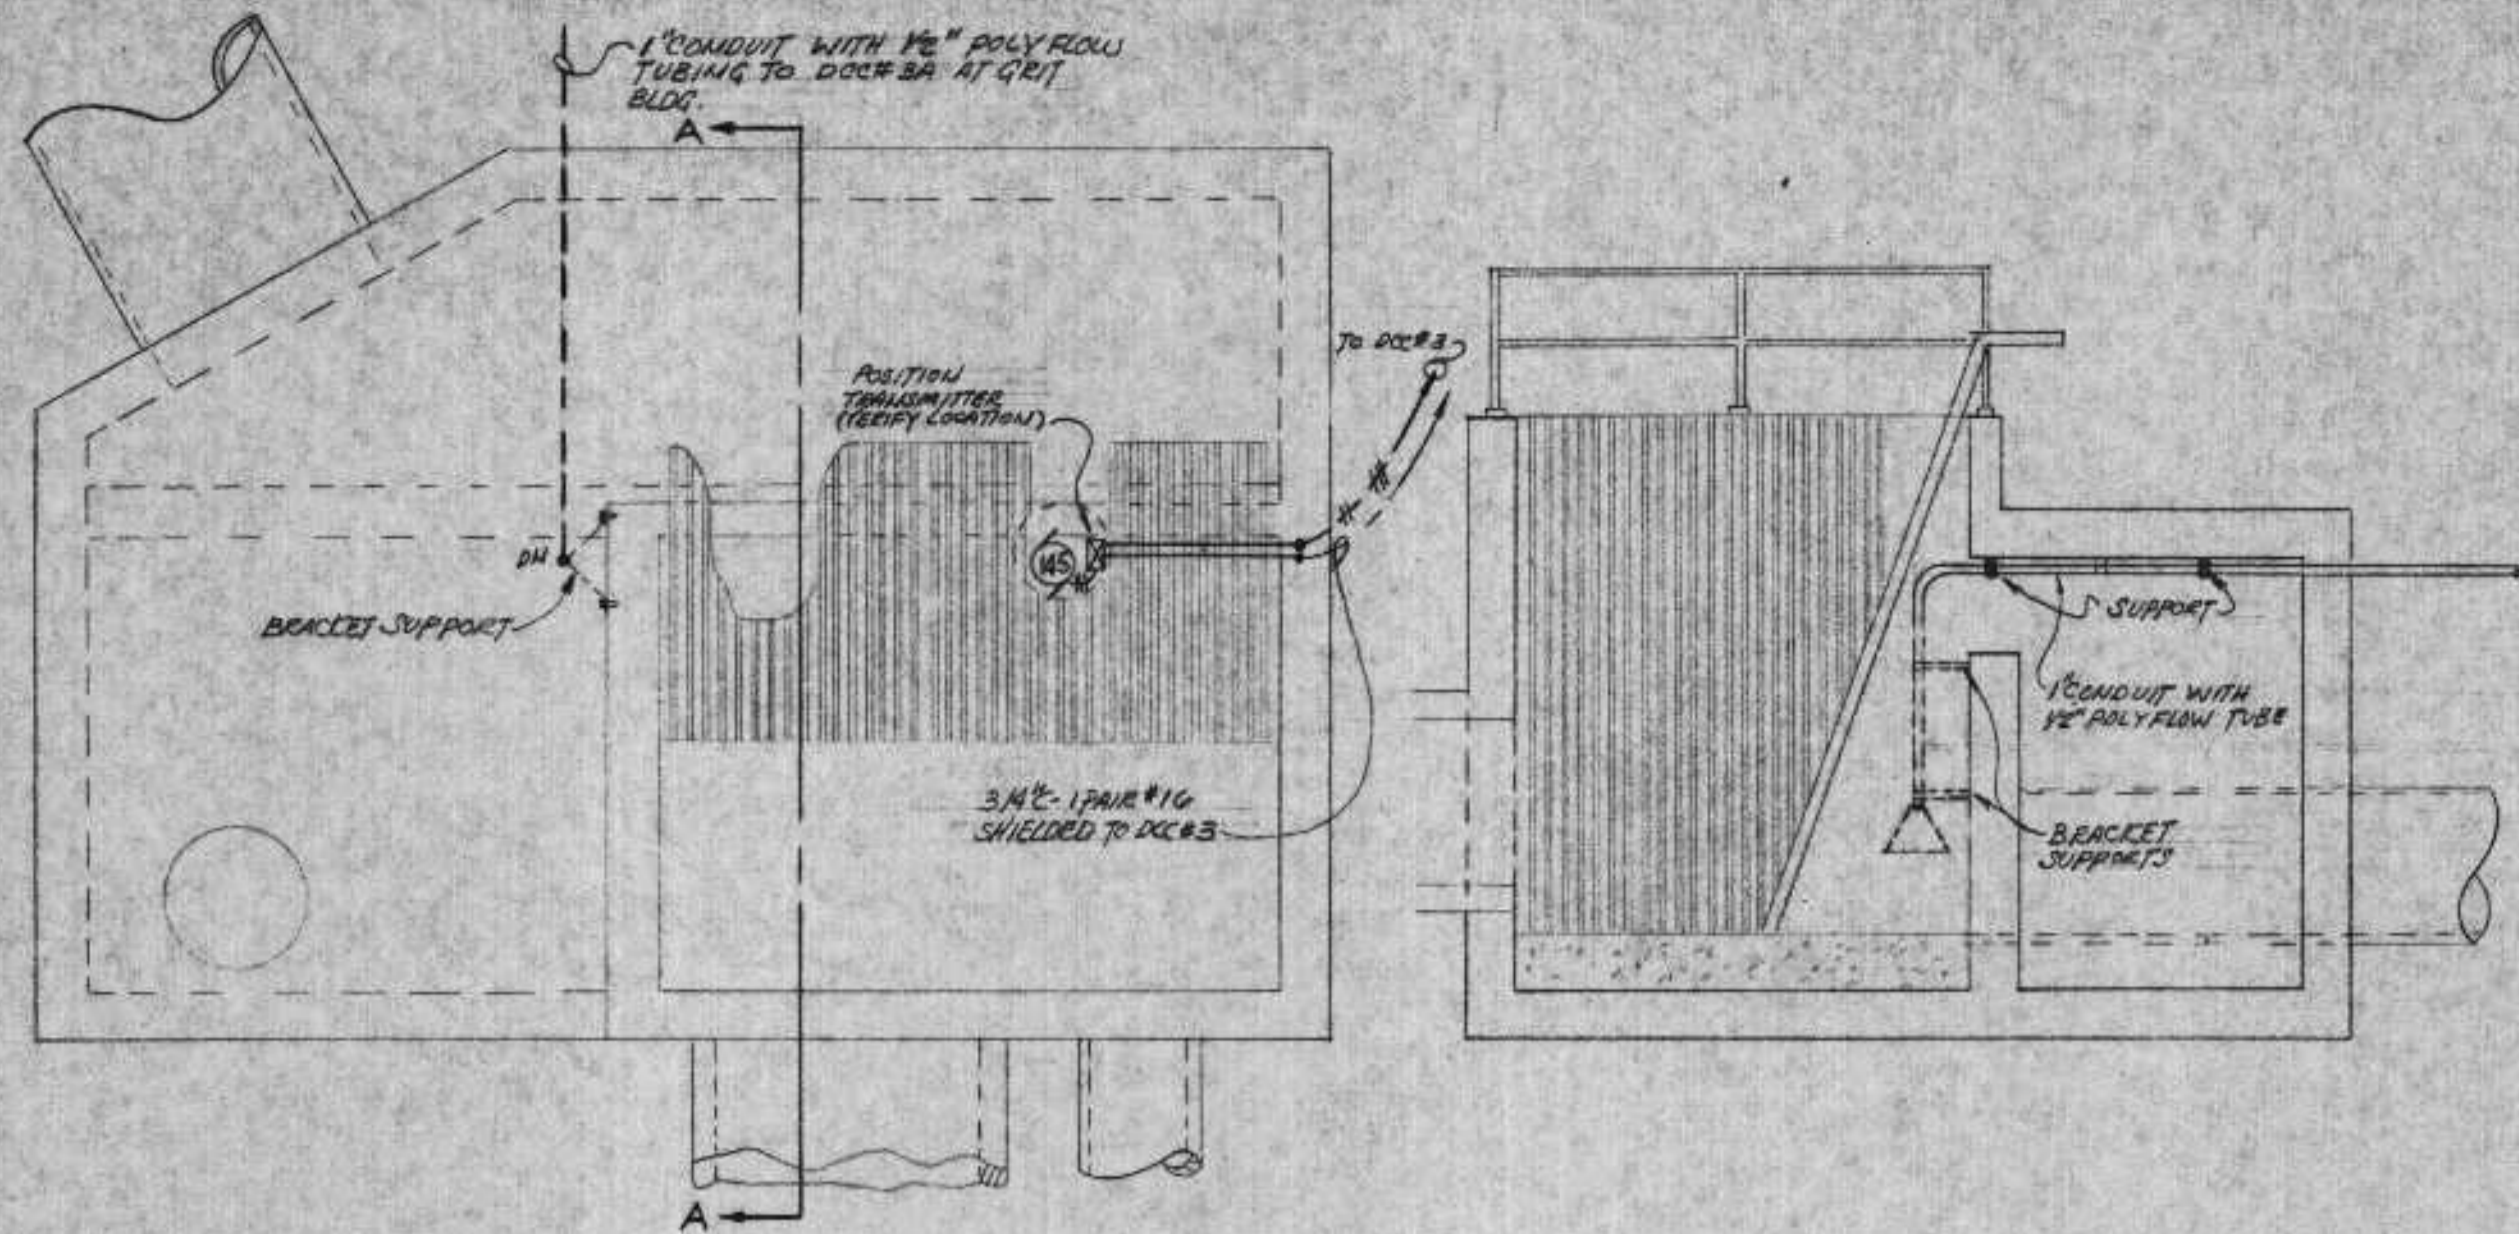 1" CONDUIT WITH 1/2" POLY FLOW
TUBING TO DCC# 3A AT GRIT
BLDG.
A
POSITION
TRANSMITTER
(VERIFY LOCATION)
TO DCC#3
DN
145
BRACKET SUPPORT
3/4"C - 1 PAIR #16
SHIELDED TO DCC#3
A
SUPPORT
1" CONDUIT WITH
1/2" POLY FLOW TUBE
BRACKET
SUPPORTS